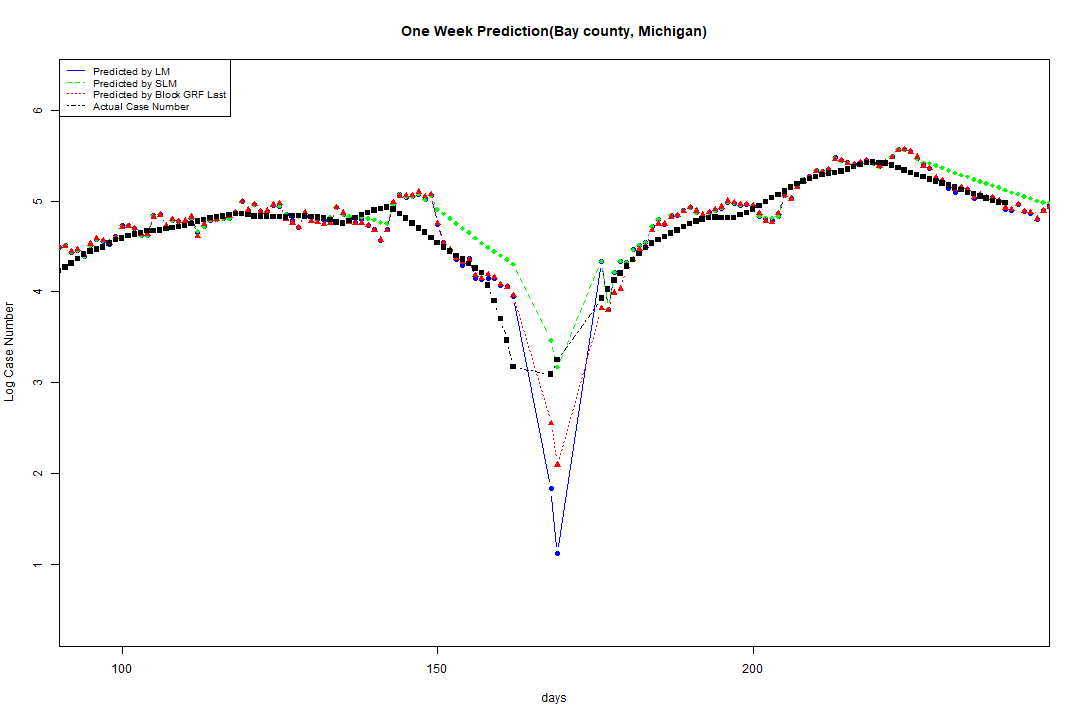 One Week Prediction(Bay county, Michigan)
Predicted by LM
Predicted by SLM
Predicted by Block GRF Last
Actual Case Number
6
5
4
3
2
1
Log Case Number
100 150 200
days